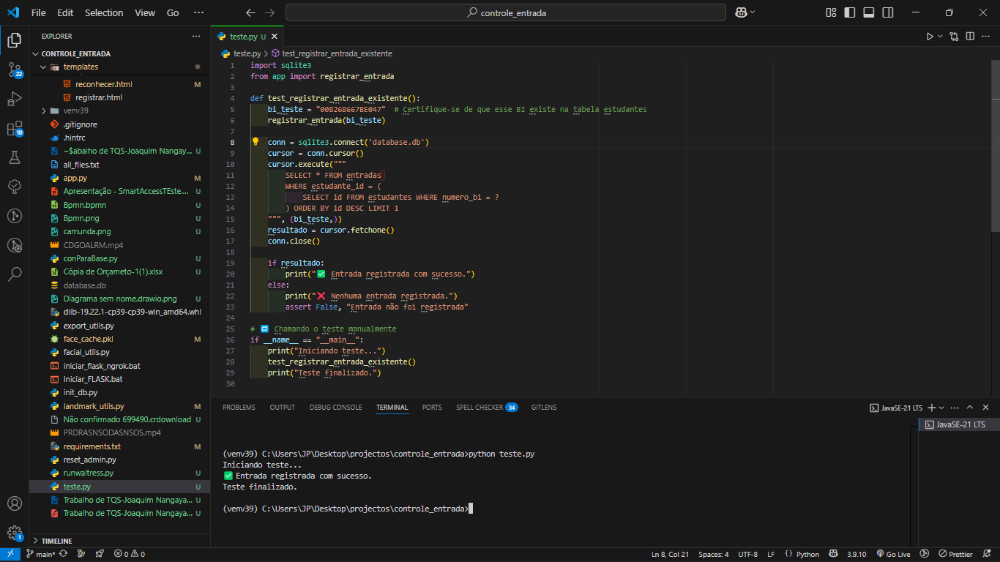 File Edit Selection View Go ···
controle_entrada
EXPLORER
CONTROLE_ENTRADA
templates
reconhecer.html M
registrar.html
venv39
.gitignore
.hintrc
~$abalho de TQS-Joaquim Nangay... U
all_files.txt
app.py M
Apresentação - SmartAccessTEste.... U
Bpmn.bpmn U
Bpmn.png U
camunda.png U
CDGOALRM.mp4
conParaBase.py U
Cópia de Orçameto-1(1).xlsx U
database.db
Diagrama sem nome.drawio.png U
dlib-19.22.1-cp39-cp39-win_amd64.whl
export_utils.py
face_cache.pkl M
facial_utils.py
iniciar_flask_ngrok.bat
Iniciar_FLASK.bat
init_db.py
landmark_utils.py M
Não confirmado 699490.crdownload U
PRDRASNSODASNSOS.mp4
requirements.txt M
reset_admin.py
runwaitress.py U
teste.py U
Trabalho de TQS-Joaquim Nangaya... U
Trabalho de TQS-Joaquim Nangaya... U
TIMELINE
22
10
1
teste.py U
teste.py > test_registrar_entrada_existente
1 import sqlite3
2 from app import registrar_entrada
3
4 def test_registrar_entrada_existente():
5 bi_teste = "008268667BE047" # Certifique-se de que esse BI existe na tabela estudantes
6 registrar_entrada(bi_teste)
7
8 conn = sqlite3.connect('database.db')
9 cursor = conn.cursor()
10 cursor.execute("""
11 SELECT * FROM entradas
12 WHERE estudante_id = (
13 SELECT id FROM estudantes WHERE numero_bi = ?
14 ) ORDER BY id DESC LIMIT 1
15 """, (bi_teste,))
16 resultado = cursor.fetchone()
17 conn.close()
18
19 if resultado:
20 print("✅ Entrada registrada com sucesso.")
21 else:
22 print("❌ Nenhuma entrada registrada.")
23 assert False, "Entrada não foi registrada"
24
25 # 🔁 Chamando o teste manualmente
26 if __name__ == "__main__":
27 print("Iniciando teste...")
28 test_registrar_entrada_existente()
29 print("Teste finalizado.")
30
PROBLEMS OUTPUT DEBUG CONSOLE TERMINAL PORTS SPELL CHECKER 34 GITLENS
JavaSE-21 LTS
JavaSE-21 LTS
(venv39) C:\Users\JP\Desktop\projectos\controle_entrada>python teste.py
Iniciando teste...
✅ Entrada registrada com sucesso.
Teste finalizado.
(venv39) C:\Users\JP\Desktop\projectos\controle_entrada>
main* 0 0 Ln 8, Col 21 Spaces: 4 UTF-8 LF {} Python 3.9.10 Go Live Prettier